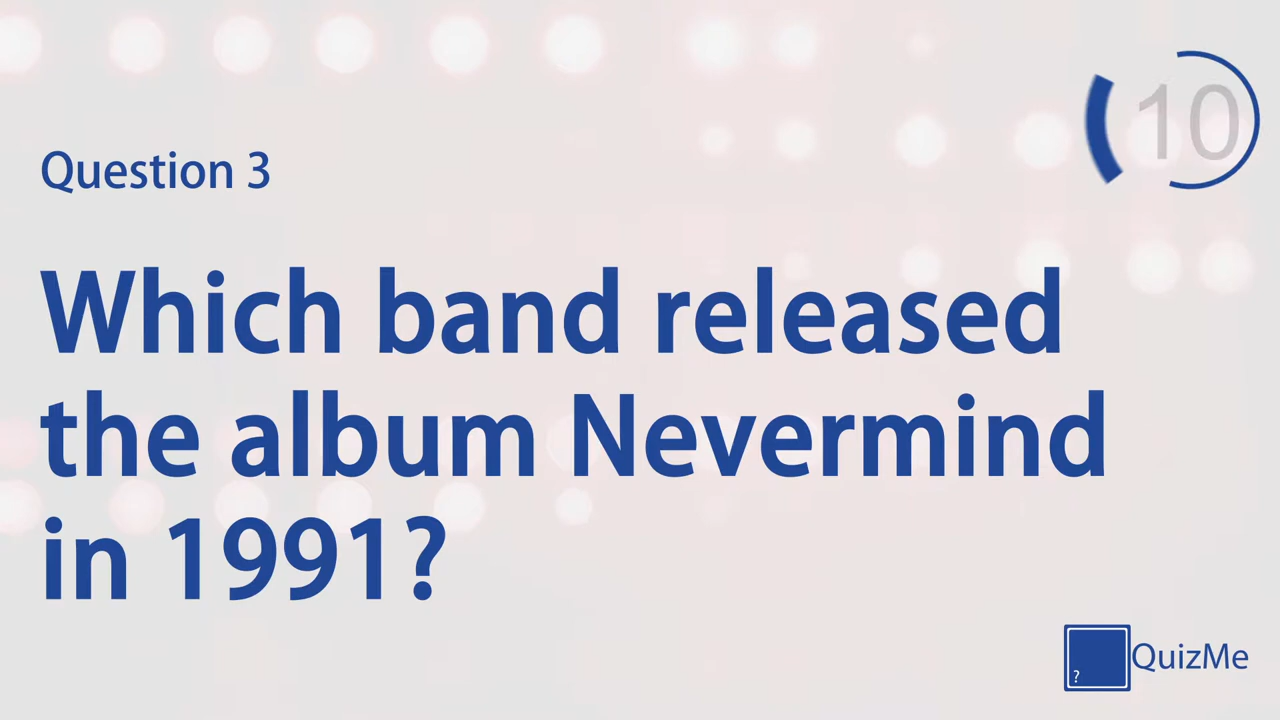 10
Question 3
Which band released
the album Nevermind
in 1991?
?
QuizMe